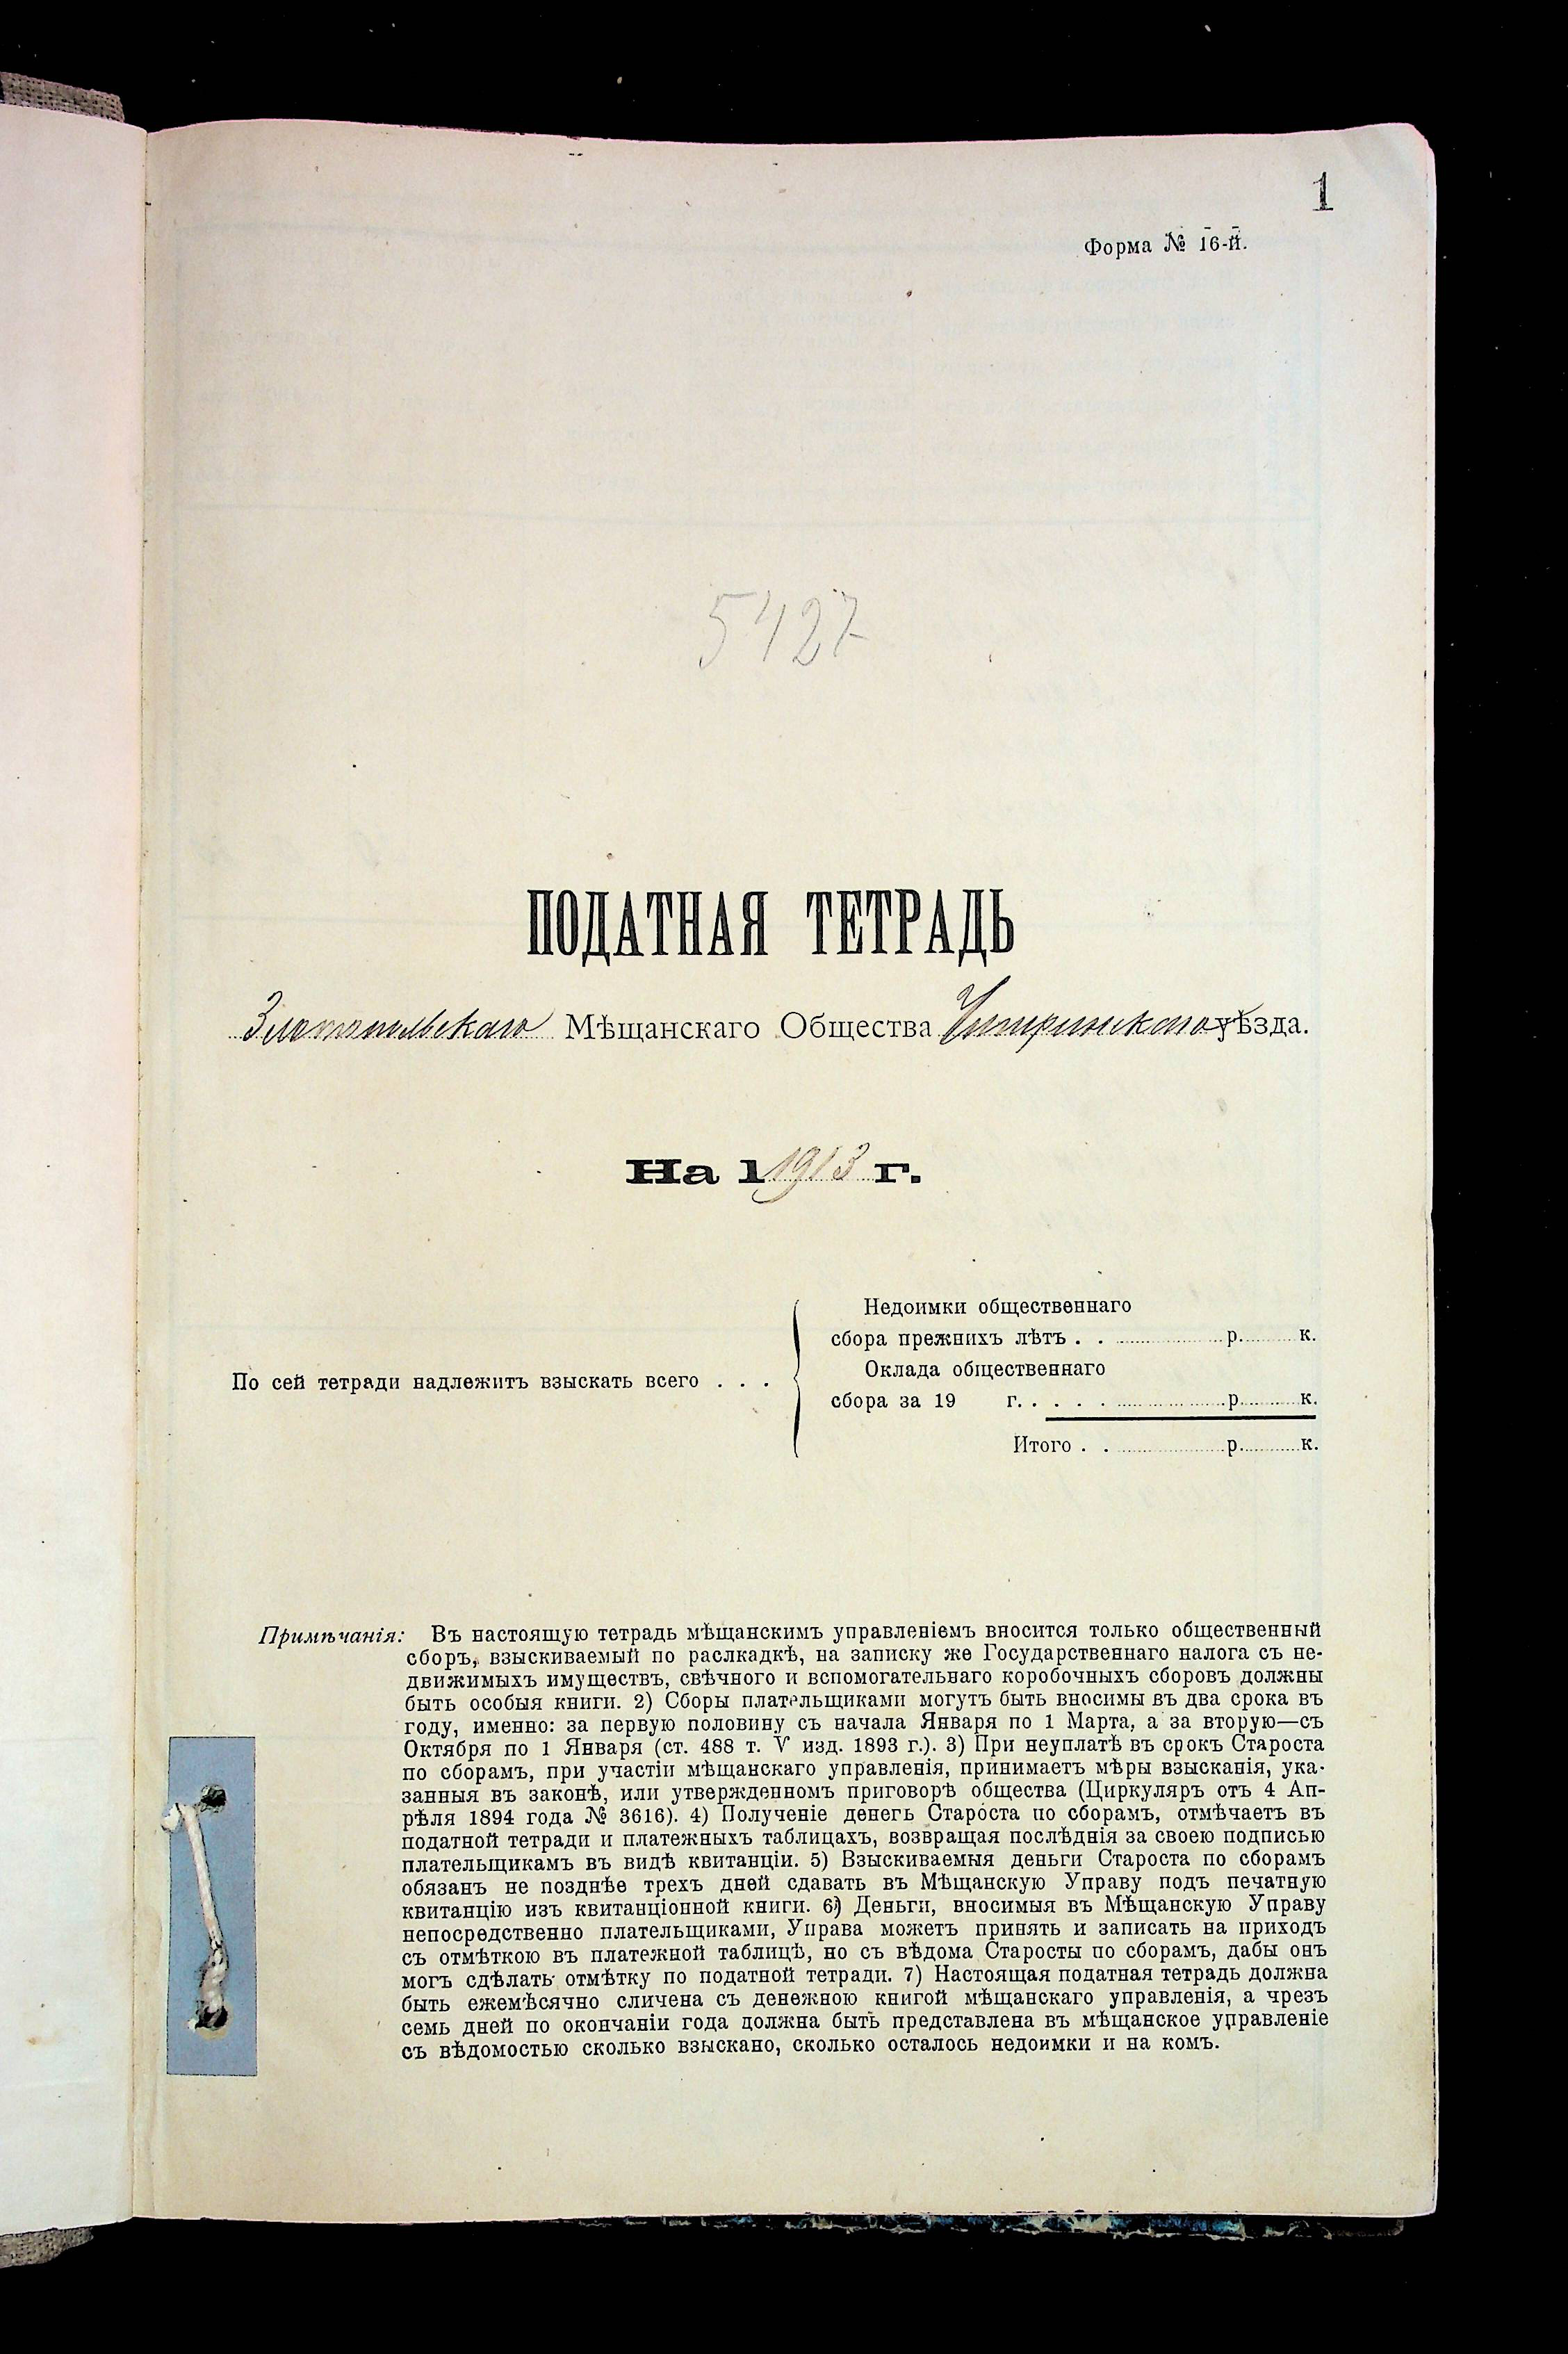 1
Форма № 16-й.
5427
ПОДАТНАЯ ТЕТРАДЬ
Златопольскаго Мѣщанскаго Общества Чигиринскаго уѣзда.
На 1 1913 г.
Недоимки общественнаго
сбора прежнихъ лѣтъ . . р. к.
Оклада общественнаго
По сей тетради надлежитъ взыскать всего . . .
сбора за 19 г. . . . . р. к.
Итого . . р. к.
Примѣчанія: Въ настоящую тетрадь мѣщанскимъ управленіемъ вносится только общественный
сборъ, взыскиваемый по раслкадкѣ, на записку же Государственнаго налога съ не-
движимыхъ имуществъ, свѣчного и вспомогательнаго коробочныхъ сборовъ должны
быть особыя книги. 2) Сборы плательщиками могутъ быть вносимы въ два срока въ
году, именно: за первую половину съ начала Января по 1 Марта, а за вторую—съ
Октября по 1 Января (ст. 488 т. V изд. 1893 г.). 3) При неуплатѣ въ срокъ Староста
по сборамъ, при участіи мѣщанскаго управленія, принимаетъ мѣры взысканія, ука-
занныя въ законѣ, или утвержденномъ приговорѣ общества (Циркуляръ отъ 4 Ап-
рѣля 1894 года № 3616). 4) Полученіе денегъ Староста по сборамъ, отмѣчаетъ въ
податной тетради и платежныхъ таблицахъ, возвращая послѣднія за своею подписью
плательщикамъ въ видѣ квитанціи. 5) Взыскиваемыя деньги Староста по сборамъ
обязанъ не позднѣе трехъ дней сдавать въ Мѣщанскую Управу подъ печатную
квитанцію изъ квитанціонной книги. 6) Деньги, вносимыя въ Мѣщанскую Управу
непосредственно плательщиками, Управа можетъ принять и записать на приходъ
съ отмѣткою въ платежной таблицѣ, но съ вѣдома Старосты по сборамъ, дабы онъ
могъ сдѣлать отмѣтку по податной тетради. 7) Настоящая податная тетрадь должна
быть ежемѣсячно сличена съ денежною книгой мѣщанскаго управленія, а чрезъ
семь дней по окончаніи года должна быть представлена въ мѣщанское управленіе
съ вѣдомостью сколько взыскано, сколько осталось недоимки и на комъ.